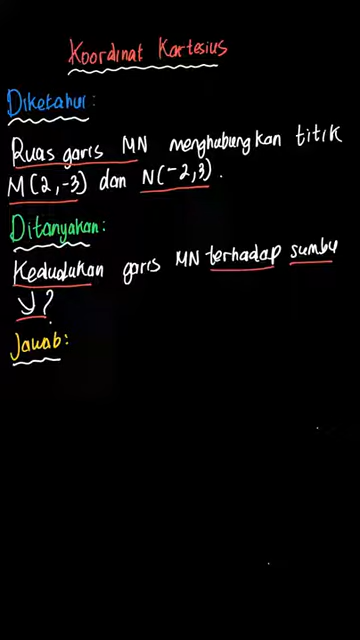 Koordinat Kartesius
Diketahui:
Ruas garis MN menghubungkan titik
M(2,-3) dan N(-2,3).
Ditanyakan:
Kedudukan garis MN terhadap sumbu
y?
Jawab: